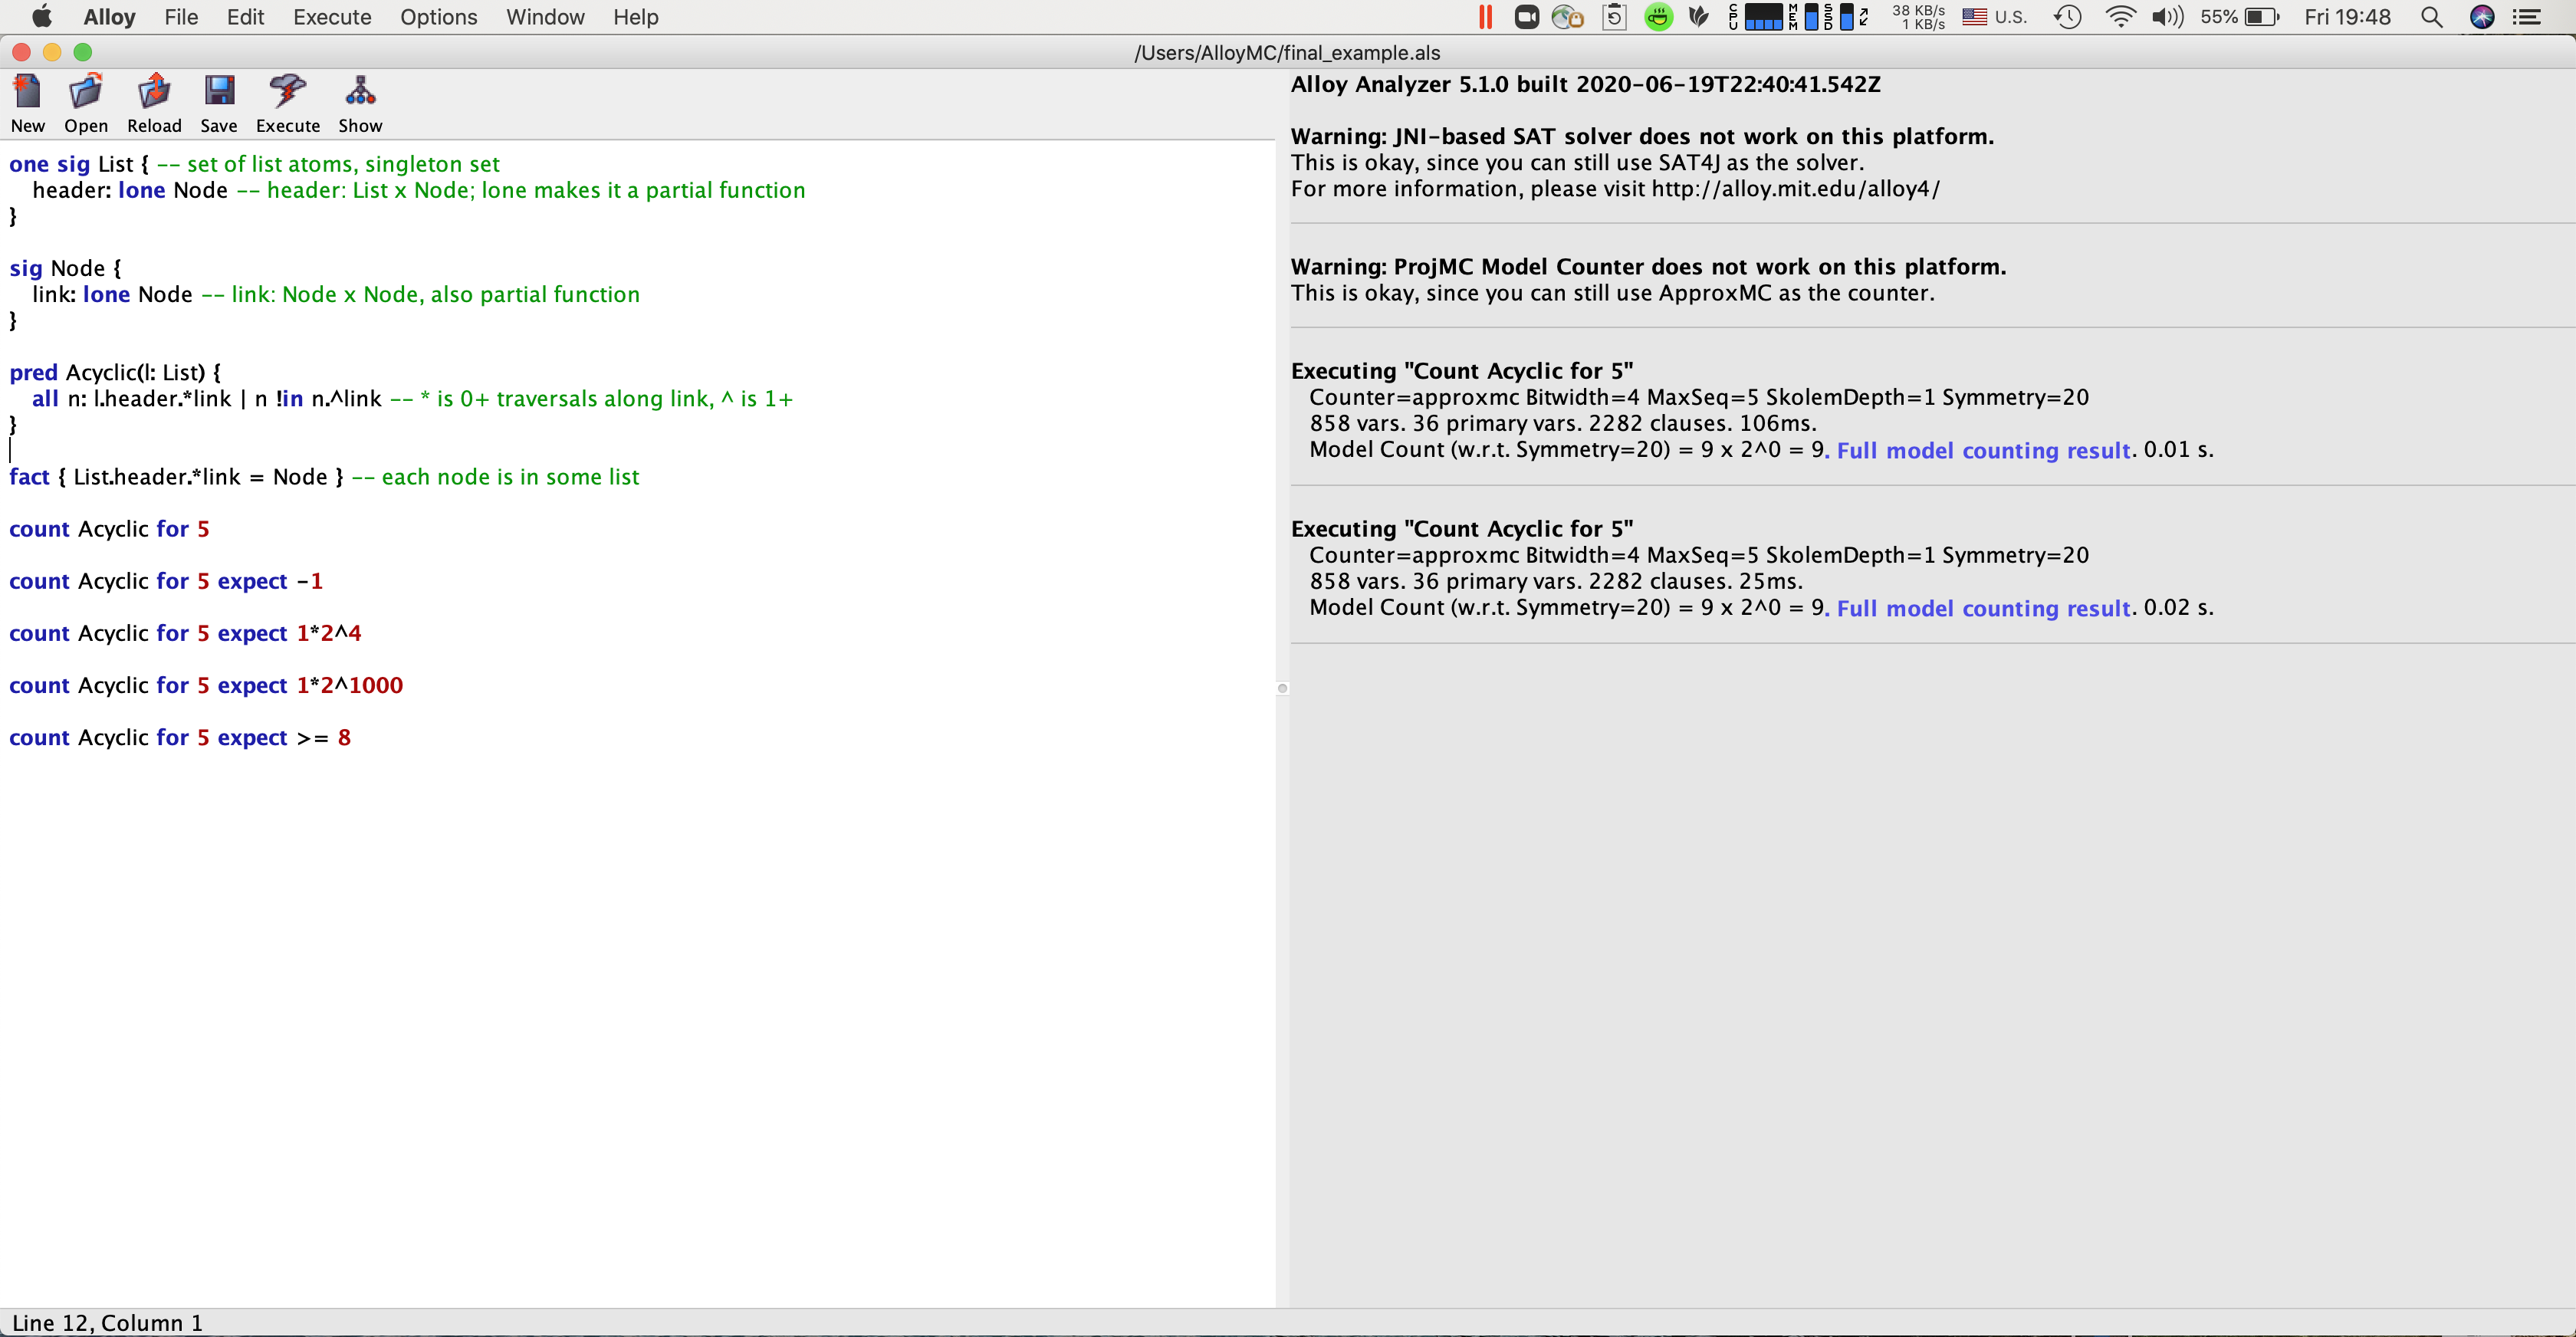 Alloy File Edit Execute Options Window Help
CPU MEM SSD 38 KB/s 1 KB/s U.S. 55% Fri 19:48
/Users/AlloyMC/final_example.als
New Open Reload Save Execute Show
one sig List { -- set of list atoms, singleton set
header: lone Node -- header: List x Node; lone makes it a partial function
}
sig Node {
link: lone Node -- link: Node x Node, also partial function
}
pred Acyclic(l: List) {
all n: l.header.*link | n !in n.^link -- * is 0+ traversals along link, ^ is 1+
}
fact { List.header.*link = Node } -- each node is in some list
count Acyclic for 5
count Acyclic for 5 expect -1
count Acyclic for 5 expect 1*2^4
count Acyclic for 5 expect 1*2^1000
count Acyclic for 5 expect >= 8
Alloy Analyzer 5.1.0 built 2020-06-19T22:40:41.542Z
Warning: JNI-based SAT solver does not work on this platform.
This is okay, since you can still use SAT4J as the solver.
For more information, please visit http://alloy.mit.edu/alloy4/
Warning: ProjMC Model Counter does not work on this platform.
This is okay, since you can still use ApproxMC as the counter.
Executing "Count Acyclic for 5"
Counter=approxmc Bitwidth=4 MaxSeq=5 SkolemDepth=1 Symmetry=20
858 vars. 36 primary vars. 2282 clauses. 106ms.
Model Count (w.r.t. Symmetry=20) = 9 x 2^0 = 9. Full model counting result. 0.01 s.
Executing "Count Acyclic for 5"
Counter=approxmc Bitwidth=4 MaxSeq=5 SkolemDepth=1 Symmetry=20
858 vars. 36 primary vars. 2282 clauses. 25ms.
Model Count (w.r.t. Symmetry=20) = 9 x 2^0 = 9. Full model counting result. 0.02 s.
Line 12, Column 1